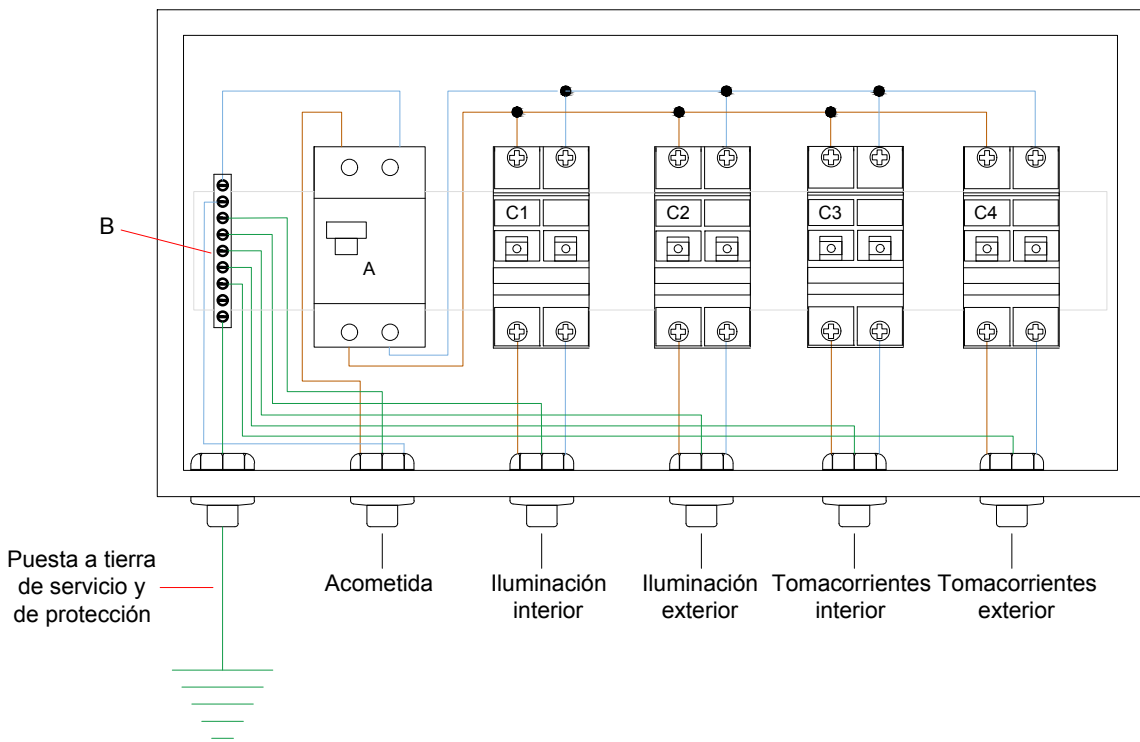 C1
C2
C3
C4
B
A
Puesta a tierra
de servicio y
de protección
Acometida
Iluminación
interior
Iluminación
exterior
Tomacorrientes
interior
Tomacorrientes
exterior